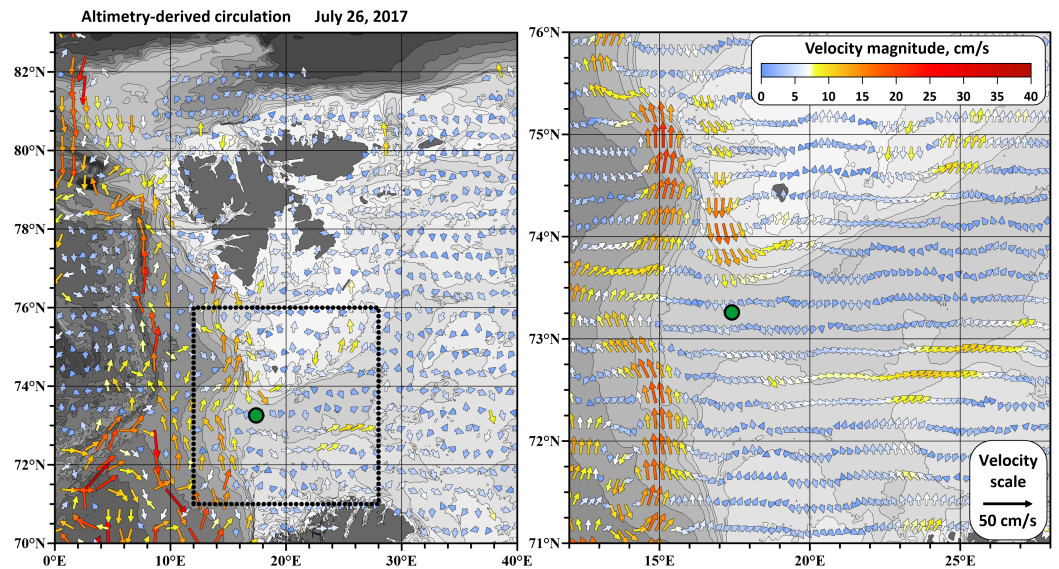 Altimetry-derived circulation July 26, 2017
82°N
80°N
78°N
76°N
74°N
72°N
70°N
0°E
10°E
20°E
30°E
40°E
76°N
75°N
74°N
73°N
72°N
71°N
15°E
20°E
25°E
Velocity magnitude, cm/s
0 5 10 15 20 25 30 35 40
Velocity
scale
50 cm/s